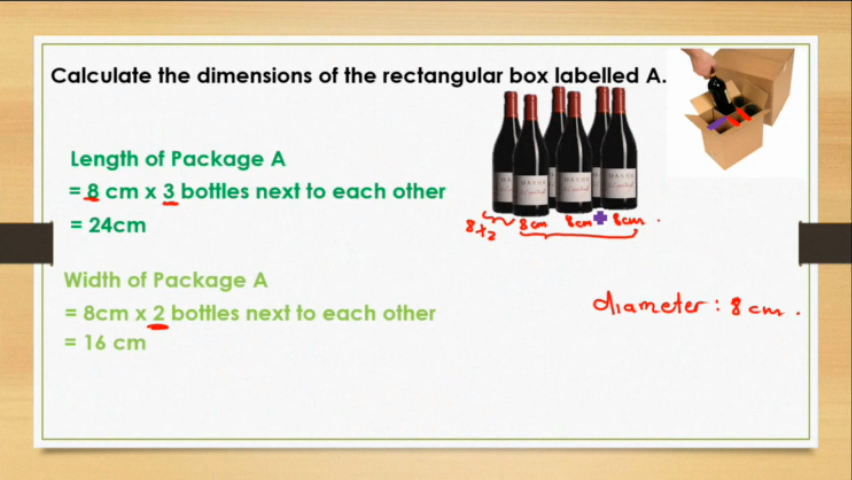 Calculate the dimensions of the rectangular box labelled A.
Length of Package A
= 8 cm x 3 bottles next to each other
= 24cm
8x2 8cm 8cm 8cm
Width of Package A
= 8cm x 2 bottles next to each other
= 16 cm
diameter : 8 cm .